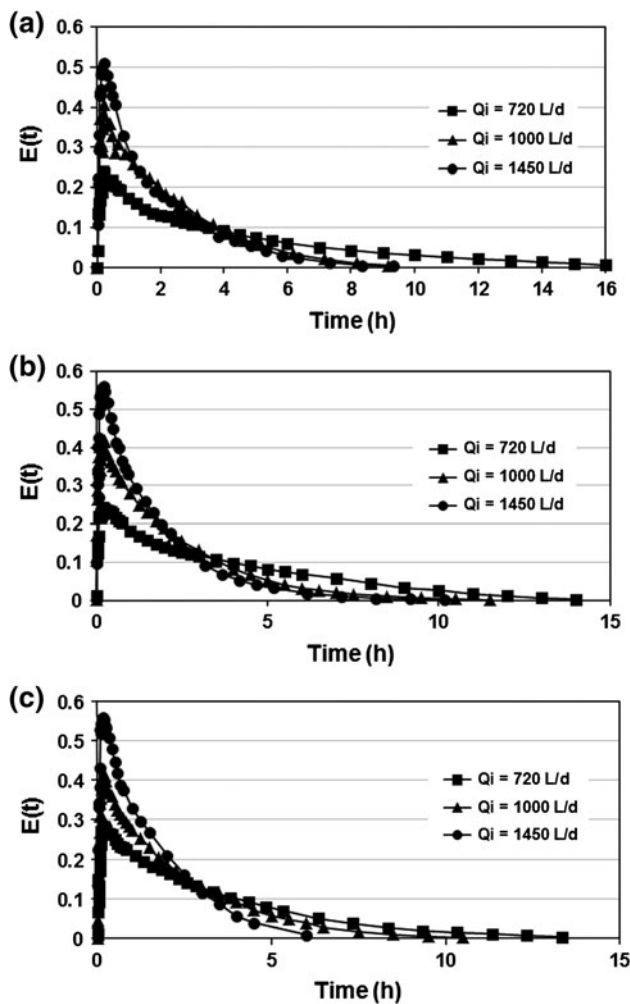 (a)
0.6
0.5
0.4
0.3
0.2
0.1
0
E(t)
Qi = 720 L/d
Qi = 1000 L/d
Qi = 1450 L/d
0 2 4 6 8 10 12 14 16
Time (h)
(b)
0.6
0.5
0.4
0.3
0.2
0.1
0
E(t)
Qi = 720 L/d
Qi = 1000 L/d
Qi = 1450 L/d
0 5 10 15
Time (h)
(c)
0.6
0.5
0.4
0.3
0.2
0.1
0
E(t)
Qi = 720 L/d
Qi = 1000 L/d
Qi = 1450 L/d
0 5 10 15
Time (h)